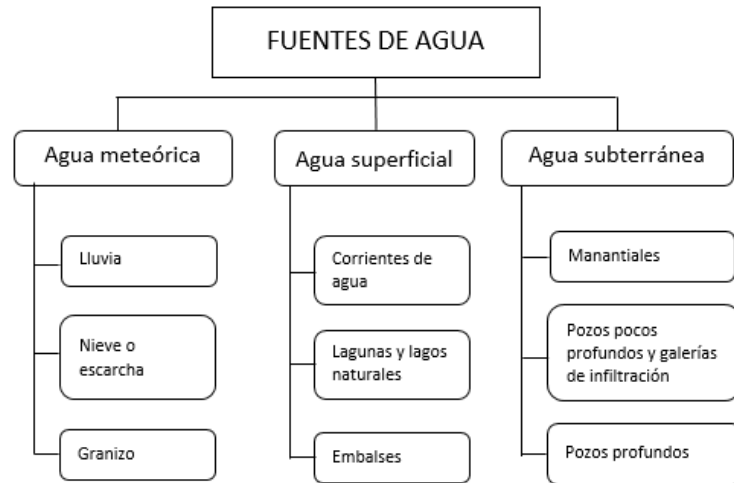 FUENTES DE AGUA
Agua meteórica
Lluvia
Nieve o
escarcha
Granizo
Agua superficial
Corrientes de
agua
Lagunas y lagos
naturales
Embalses
Agua subterránea
Manantiales
Pozos pocos
profundos y galerías
de infiltración
Pozos profundos